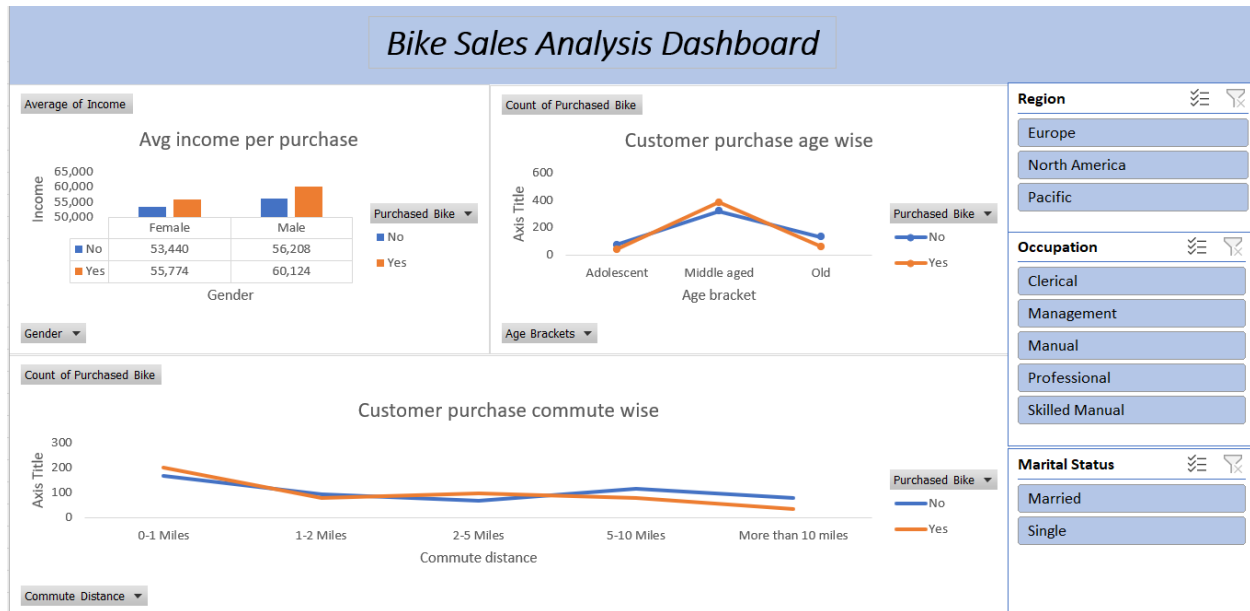 Bike Sales Analysis Dashboard
Average of Income
Avg income per purchase
Income
65,000
60,000
55,000
50,000
Female Male
No 53,440 56,208
Yes 55,774 60,124
Gender
Purchased Bike
No
Yes
Gender
Count of Purchased Bike
Customer purchase age wise
Axis Title
600
400
200
0
Adolescent Middle aged Old
Age bracket
Purchased Bike
No
Yes
Age Brackets
Count of Purchased Bike
Customer purchase commute wise
Axis Title
300
200
100
0
0-1 Miles 1-2 Miles 2-5 Miles 5-10 Miles More than 10 miles
Commute distance
Purchased Bike
No
Yes
Commute Distance
Region
Europe
North America
Pacific
Occupation
Clerical
Management
Manual
Professional
Skilled Manual
Marital Status
Married
Single